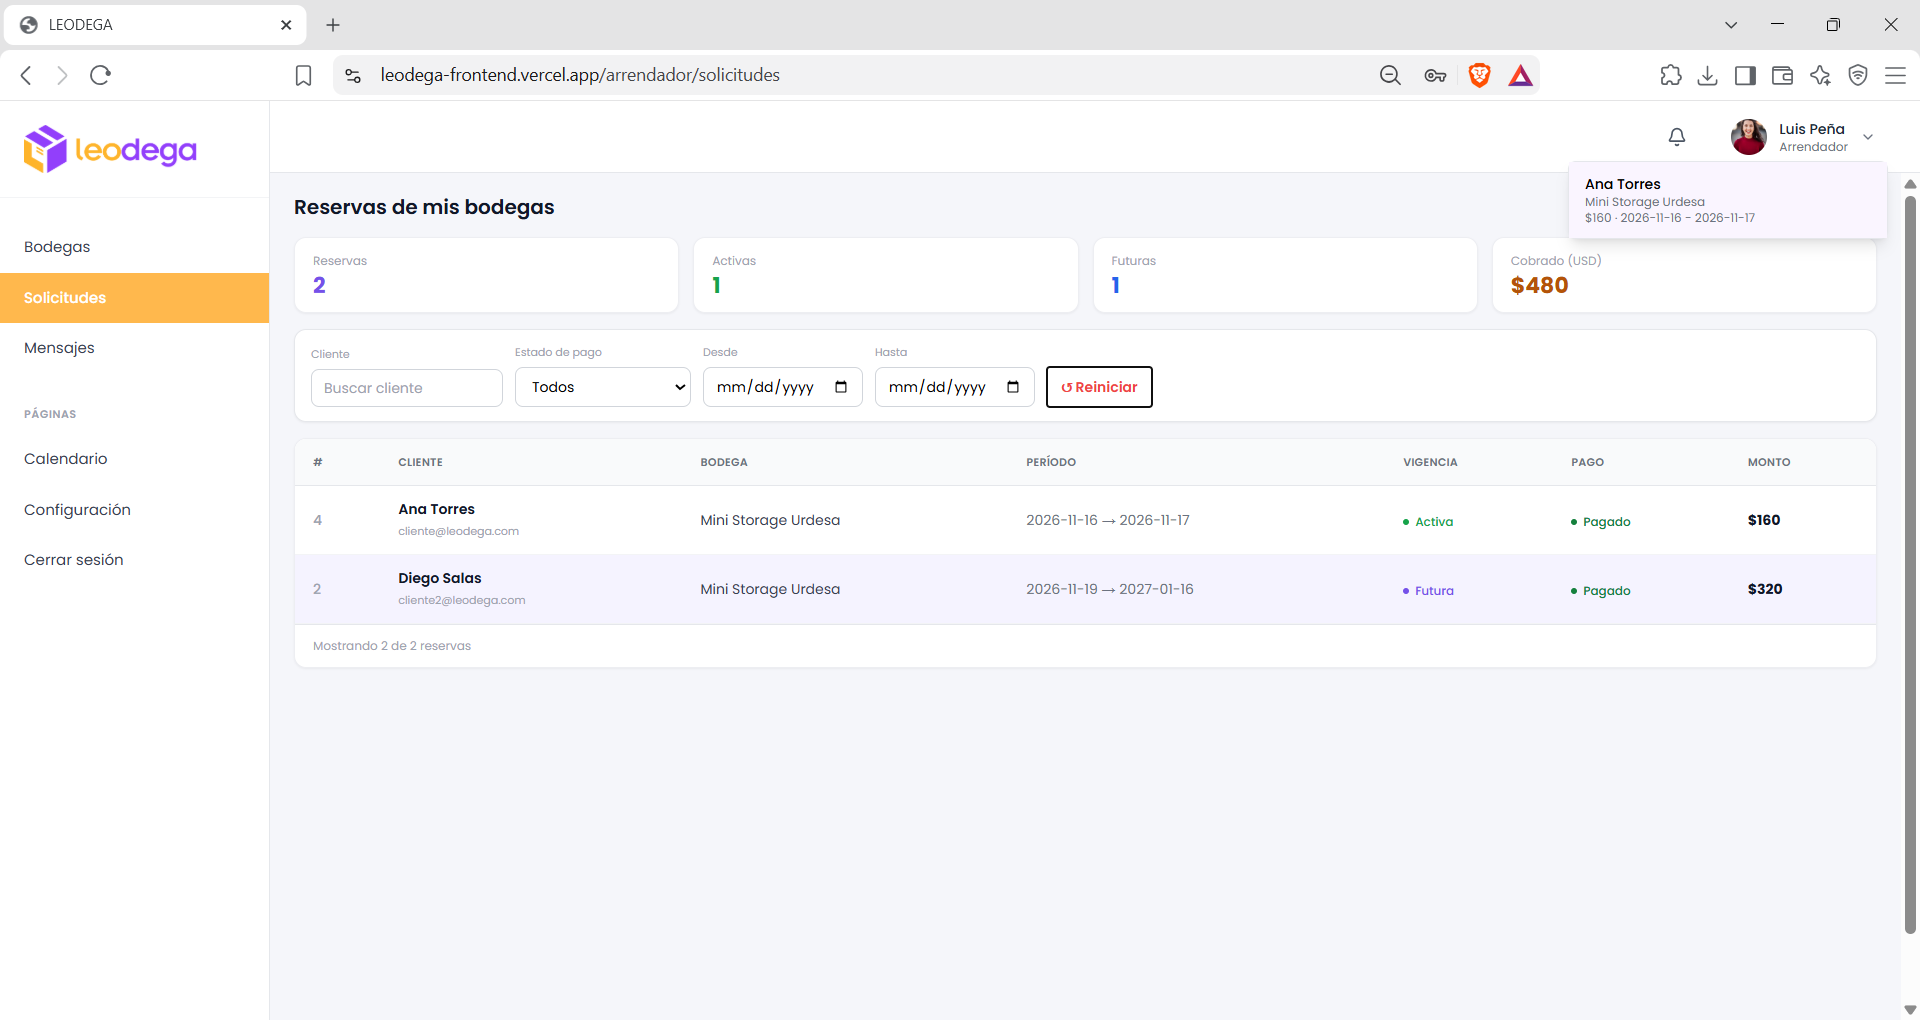 LEODEGA
leodega-frontend.vercel.app/arrendador/solicitudes
leodega
Luis Peña
Arrendador
Ana Torres
Mini Storage Urdesa
$160 · 2026-11-16 - 2026-11-17
Bodegas
Solicitudes
Mensajes
PÁGINAS
Calendario
Configuración
Cerrar sesión
Reservas de mis bodegas
Reservas
2
Activas
1
Futuras
1
Cobrado (USD)
$480
Cliente
Buscar cliente
Estado de pago
Todos
Desde
mm/dd/yyyy
Hasta
mm/dd/yyyy
↺ Reiniciar
# CLIENTE BODEGA PERÍODO VIGENCIA PAGO MONTO
4 Ana Torres Mini Storage Urdesa 2026-11-16 → 2026-11-17 • Activa • Pagado $160
cliente@leodega.com
2 Diego Salas Mini Storage Urdesa 2026-11-19 → 2027-01-16 • Futura • Pagado $320
cliente2@leodega.com
Mostrando 2 de 2 reservas